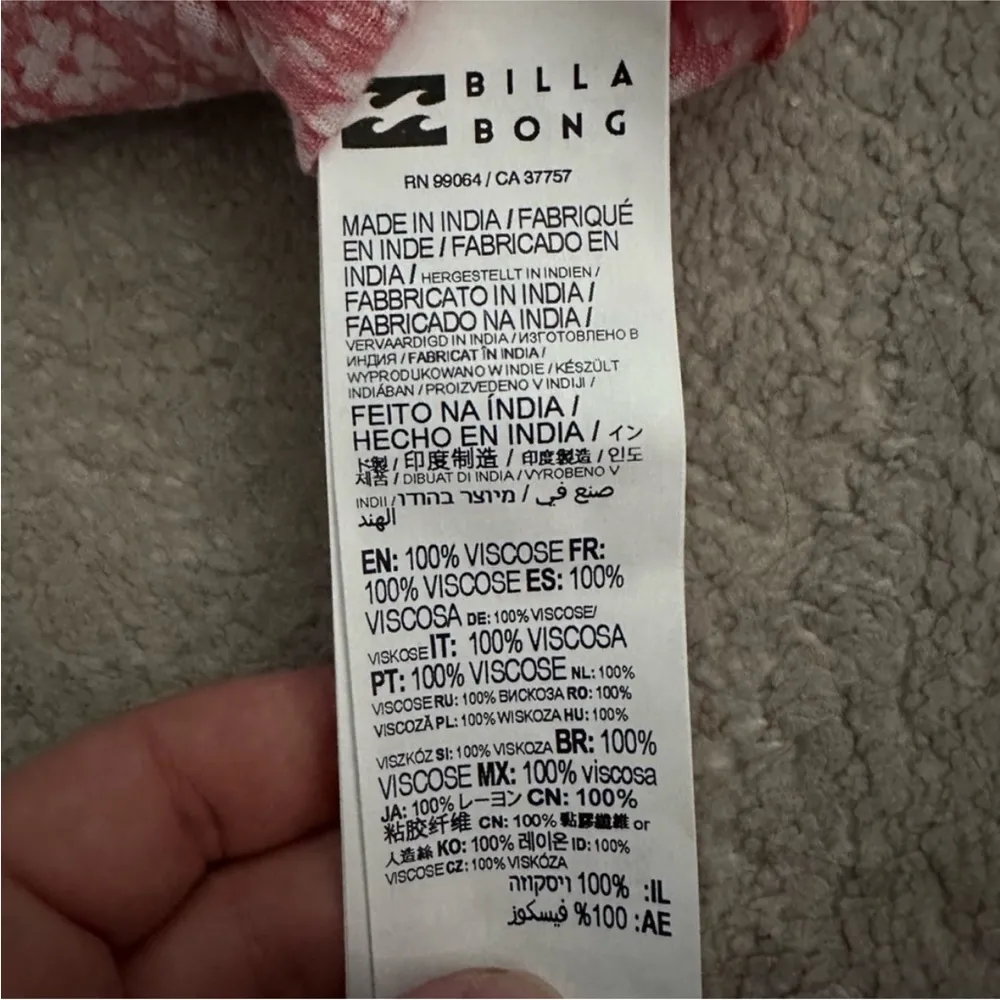 BILLA
BONG
RN 99064 / CA 37757
MADE IN INDIA / FABRIQUÉ
EN INDE / FABRICADO EN
INDIA / HERGESTELLT IN INDIEN /
FABBRICATO IN INDIA /
FABRICADO NA INDIA /
VERVAARDIGD IN INDIA / ИЗГОТОВЛЕНО В
ИНДИЯ / FABRICAT ÎN INDIA /
WYPRODUKOWANO W INDIE / KÉSZÜLT
INDIÁBAN / PROIZVEDENO V INDIJI /
FEITO NA ÍNDIA /
HECHO EN INDIA / イン
ド製 / 印度制造 / 印度製造 / 인도
제품 / DIBUAT DI INDIA / VYROBENO V
INDII / מיוצר בהודו / صنع في
الهند
EN: 100% VISCOSE FR:
100% VISCOSE ES: 100%
VISCOSA DE: 100% VISCOSE/
VISKOSE IT: 100% VISCOSA
PT: 100% VISCOSE NL: 100%
VISCOSE RU: 100% ВИСКОЗА RO: 100%
VISCOZĂ PL: 100% WISKOZA HU: 100%
VISZKÓZ SI: 100% VISKOZA BR: 100%
VISCOSE MX: 100% viscosa
JA: 100% レーヨン CN: 100%
粘胶纤维 CN: 100% 黏膠纖維 or
人造絲 KO: 100% 레이온 ID: 100%
VISCOSE CZ: 100% VISKÓZA
IL: 100% ויסקוזה
AE: 100% فيسكوز